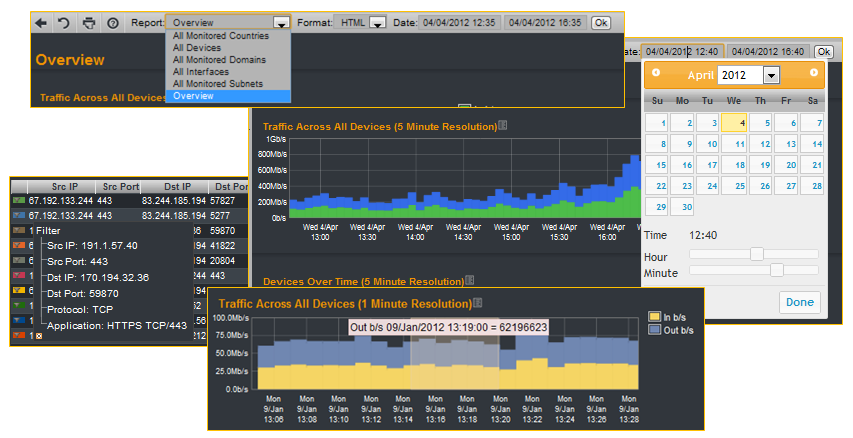 Report: Overview Format: HTML Date: 04/04/2012 12:35 04/04/2012 16:35 Ok
All Monitored Countries
All Devices
All Monitored Domains
All Interfaces
All Monitored Subnets
Overview
Overview
Traffic Across All Devices
04/04/2012 12:40 04/04/2012 16:40 Ok
April 2012
Su Mo Tu We Th Fr Sa
1 2 3 4 5 6 7
8 9 10 11 12 13 14
15 16 17 18 19 20 21
22 23 24 25 26 27 28
29 30
Time 12:40
Hour
Minute
Done
Traffic Across All Devices (5 Minute Resolution)
1Gb/s
800Mb/s
600Mb/s
400Mb/s
200Mb/s
0b/s
Wed 4/Apr Wed 4/Apr Wed 4/Apr Wed 4/Apr Wed 4/Apr Wed 4/Apr Wed 4/Apr
13:00 13:30 14:00 14:30 15:00 15:30 16:00
Devices Over Time (5 Minute Resolution)
Src IP Src Port Dst IP Dst Port
67.192.133.244 443 83.244.185.194 57827
67.192.133.244 443 83.244.185.194 5277
1 Filter 36 59870
Src IP: 191.1.57.40 194 41822
Src Port: 443 194 20804
Dst IP: 170.194.32.36 194 443
Dst Port: 59870
Protocol: TCP
Application: HTTPS TCP/443
Traffic Across All Devices (1 Minute Resolution)
100.0Mb/s
75.0Mb/s
50.0Mb/s
25.0Mb/s
0.0b/s
Out b/s 09/Jan/2012 13:19:00 = 62196623
In b/s
Out b/s
Mon Mon Mon Mon Mon Mon Mon Mon Mon Mon Mon Mon
9/Jan 9/Jan 9/Jan 9/Jan 9/Jan 9/Jan 9/Jan 9/Jan 9/Jan 9/Jan 9/Jan 9/Jan
13:06 13:08 13:10 13:12 13:14 13:16 13:18 13:20 13:22 13:24 13:26 13:28